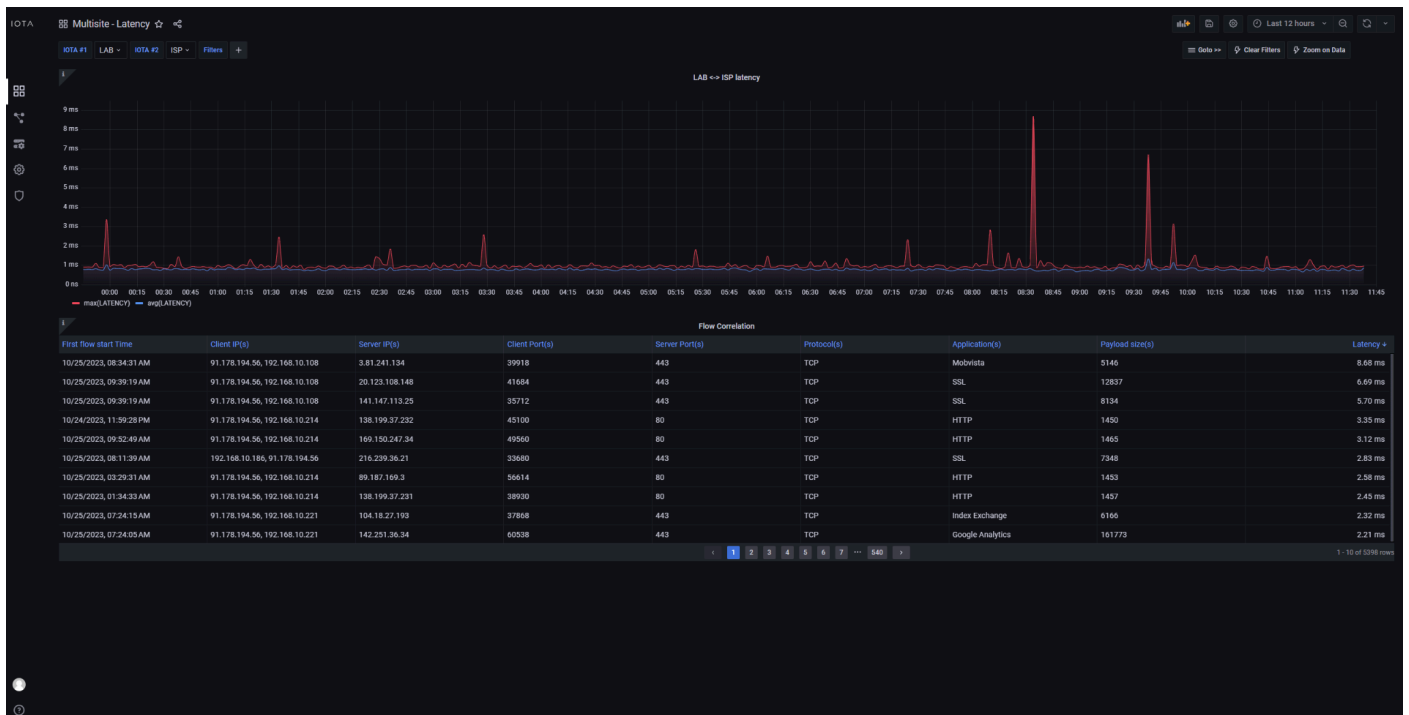 IOTA
Multisite - Latency
Last 12 hours
IOTA #1 LAB IOTA #2 ISP Filters +
Goto >> Clear Filters Zoom on Data
i
LAB <-> ISP latency
9 ms
8 ms
7 ms
6 ms
5 ms
4 ms
3 ms
2 ms
1 ms
0 ns
00:00 00:15 00:30 00:45 01:00 01:15 01:30 01:45 02:00 02:15 02:30 02:45 03:00 03:15 03:30 03:45 04:00 04:15 04:30 04:45 05:00 05:15 05:30 05:45 06:00 06:15 06:30 06:45 07:00 07:15 07:30 07:45 08:00 08:15 08:30 08:45 09:00 09:15 09:30 09:45 10:00 10:15 10:30 10:45 11:00 11:15 11:30 11:45
max(LATENCY) avg(LATENCY)
i
Flow Correlation
First flow start Time Client IP(s) Server IP(s) Client Port(s) Server Port(s) Protocol(s) Application(s) Payload size(s) Latency ↓
10/25/2023, 08:34:31 AM 91.178.194.56, 192.168.10.108 3.81.241.134 39918 443 TCP Mobvista 5146 8.68 ms
10/25/2023, 09:39:19 AM 91.178.194.56, 192.168.10.108 20.123.108.148 41684 443 TCP SSL 12837 6.69 ms
10/25/2023, 09:39:19 AM 91.178.194.56, 192.168.10.108 141.147.113.25 35712 443 TCP SSL 8134 5.70 ms
10/24/2023, 11:59:28 PM 91.178.194.56, 192.168.10.214 138.199.37.232 45100 80 TCP HTTP 1450 3.35 ms
10/25/2023, 09:52:49 AM 91.178.194.56, 192.168.10.214 169.150.247.34 49560 80 TCP HTTP 1465 3.12 ms
10/25/2023, 08:11:39 AM 192.168.10.186, 91.178.194.56 216.239.36.21 33680 443 TCP SSL 7348 2.83 ms
10/25/2023, 03:29:31 AM 91.178.194.56, 192.168.10.214 89.187.169.3 56614 80 TCP HTTP 1453 2.58 ms
10/25/2023, 01:34:33 AM 91.178.194.56, 192.168.10.214 138.199.37.231 38930 80 TCP HTTP 1457 2.45 ms
10/25/2023, 07:24:15 AM 91.178.194.56, 192.168.10.221 104.18.27.193 37868 443 TCP Index Exchange 6166 2.32 ms
10/25/2023, 07:24:05 AM 91.178.194.56, 192.168.10.221 142.251.36.34 60538 443 TCP Google Analytics 161773 2.21 ms
‹ 1 2 3 4 5 6 7 ··· 540 › 1 - 10 of 5398 rows